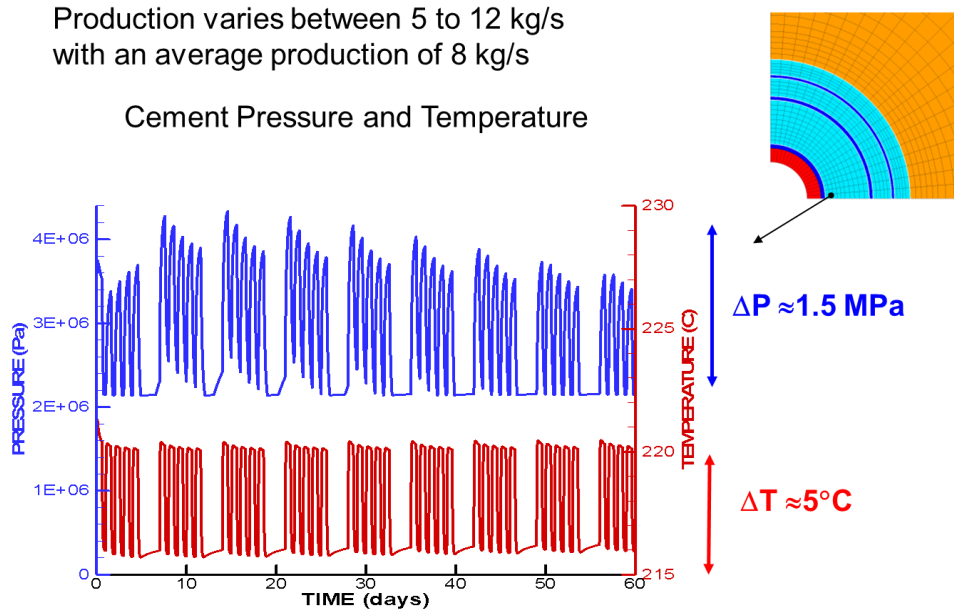 Production varies between 5 to 12 kg/s
with an average production of 8 kg/s
Cement Pressure and Temperature
PRESSURE (Pa)
4E+06
3E+06
2E+06
1E+06
0
0
10
20
30
40
50
60
TIME (days)
230
225
220
215
TEMPERATURE (C)
ΔP ≈1.5 MPa
ΔT ≈5°C